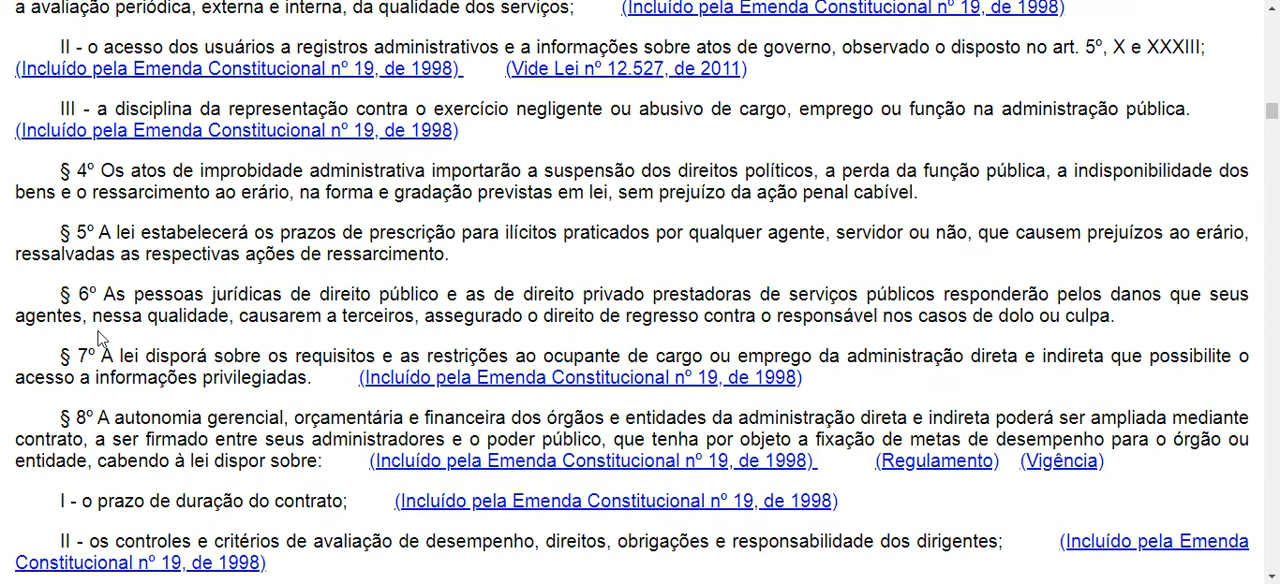 a avaliação periódica, externa e interna, da qualidade dos serviços; (Incluído pela Emenda Constitucional nº 19, de 1998)
II - o acesso dos usuários a registros administrativos e a informações sobre atos de governo, observado o disposto no art. 5º, X e XXXIII;
(Incluído pela Emenda Constitucional nº 19, de 1998) (Vide Lei nº 12.527, de 2011)
III - a disciplina da representação contra o exercício negligente ou abusivo de cargo, emprego ou função na administração pública.
(Incluído pela Emenda Constitucional nº 19, de 1998)
§ 4º Os atos de improbidade administrativa importarão a suspensão dos direitos políticos, a perda da função pública, a indisponibilidade dos
bens e o ressarcimento ao erário, na forma e gradação previstas em lei, sem prejuízo da ação penal cabível.
§ 5º A lei estabelecerá os prazos de prescrição para ilícitos praticados por qualquer agente, servidor ou não, que causem prejuízos ao erário,
ressalvadas as respectivas ações de ressarcimento.
§ 6º As pessoas jurídicas de direito público e as de direito privado prestadoras de serviços públicos responderão pelos danos que seus
agentes, nessa qualidade, causarem a terceiros, assegurado o direito de regresso contra o responsável nos casos de dolo ou culpa.
§ 7º A lei disporá sobre os requisitos e as restrições ao ocupante de cargo ou emprego da administração direta e indireta que possibilite o
acesso a informações privilegiadas. (Incluído pela Emenda Constitucional nº 19, de 1998)
§ 8º A autonomia gerencial, orçamentária e financeira dos órgãos e entidades da administração direta e indireta poderá ser ampliada mediante
contrato, a ser firmado entre seus administradores e o poder público, que tenha por objeto a fixação de metas de desempenho para o órgão ou
entidade, cabendo à lei dispor sobre: (Incluído pela Emenda Constitucional nº 19, de 1998) (Regulamento) (Vigência)
I - o prazo de duração do contrato; (Incluído pela Emenda Constitucional nº 19, de 1998)
II - os controles e critérios de avaliação de desempenho, direitos, obrigações e responsabilidade dos dirigentes; (Incluído pela Emenda
Constitucional nº 19, de 1998)